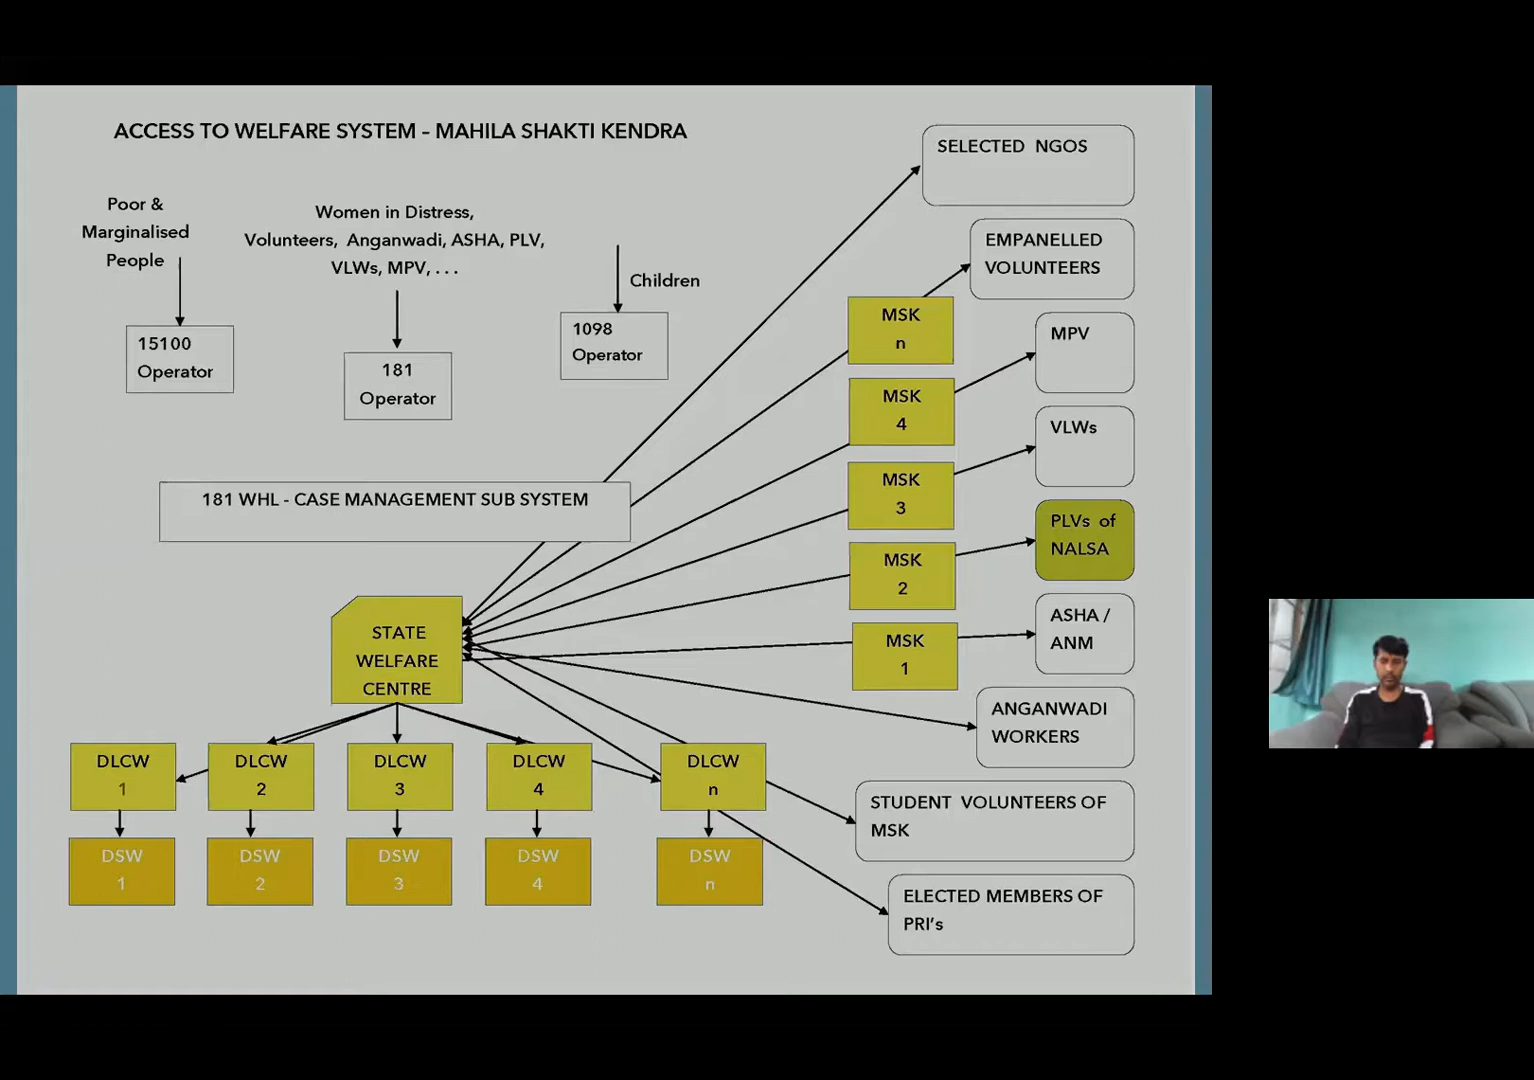 ACCESS TO WELFARE SYSTEM – MAHILA SHAKTI KENDRA
Poor &
Marginalised
People
Women in Distress,
Volunteers, Anganwadi, ASHA, PLV,
VLWs, MPV, . . .
Children
15100
Operator
181
Operator
1098
Operator
181 WHL - CASE MANAGEMENT SUB SYSTEM
STATE
WELFARE
CENTRE
DLCW
1
DLCW
2
DLCW
3
DLCW
4
DLCW
n
DSW
1
DSW
2
DSW
3
DSW
4
DSW
n
MSK
n
MSK
4
MSK
3
MSK
2
MSK
1
SELECTED NGOS
EMPANELLED
VOLUNTEERS
MPV
VLWs
PLVs of
NALSA
ASHA /
ANM
ANGANWADI
WORKERS
STUDENT VOLUNTEERS OF
MSK
ELECTED MEMBERS OF
PRI's